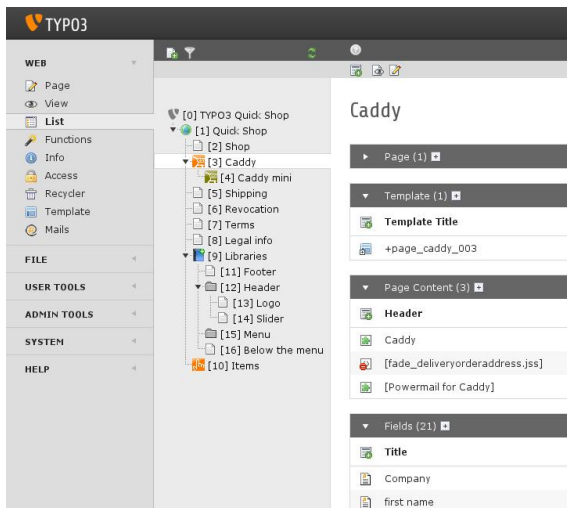 TYPO3
WEB
Page
View
List
Functions
Info
Access
Recycler
Template
Mails
FILE
USER TOOLS
ADMIN TOOLS
SYSTEM
HELP
[0] TYPO3 Quick Shop
[1] Quick Shop
[2] Shop
[3] Caddy
[4] Caddy mini
[5] Shipping
[6] Revocation
[7] Terms
[8] Legal info
[9] Libraries
[11] Footer
[12] Header
[13] Logo
[14] Slider
[15] Menu
[16] Below the menu
[10] Items
Caddy
Page (1)
Template (1)
Template Title
+page_caddy_003
Page Content (3)
Header
Caddy
[fade_deliveryorderaddress.jss]
[Powermail for Caddy]
Fields (21)
Title
Company
first name